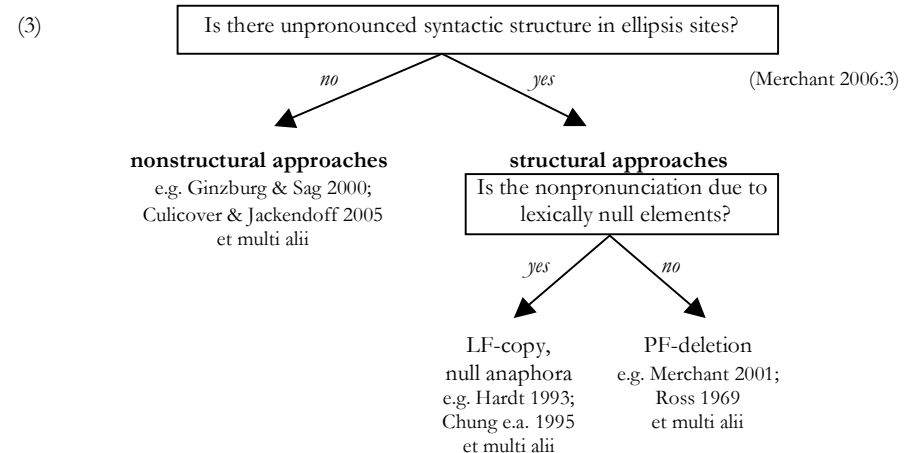 (3)
Is there unpronounced syntactic structure in ellipsis sites?
no
yes
(Merchant 2006:3)
nonstructural approaches
e.g. Ginzburg & Sag 2000;
Culicover & Jackendoff 2005
et multi alii
structural approaches
Is the nonpronunciation due to
lexically null elements?
yes
no
LF-copy,
null anaphora
e.g. Hardt 1993;
Chung e.a. 1995
et multi alii
PF-deletion
e.g. Merchant 2001;
Ross 1969
et multi alii